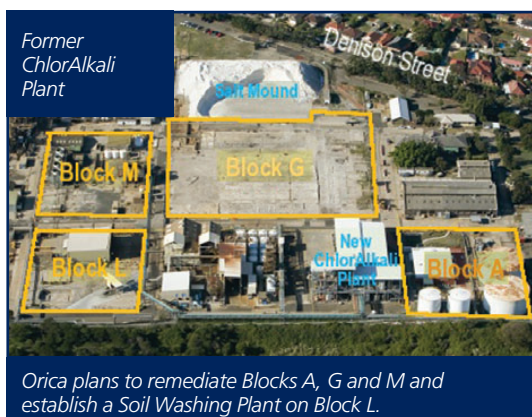 Former
ChlorAlkali
Plant
Denison Street
Salt Mound
Block M
Block G
Block L
New
ChlorAlkali
Plant
Block A
Orica plans to remediate Blocks A, G and M and
establish a Soil Washing Plant on Block L.